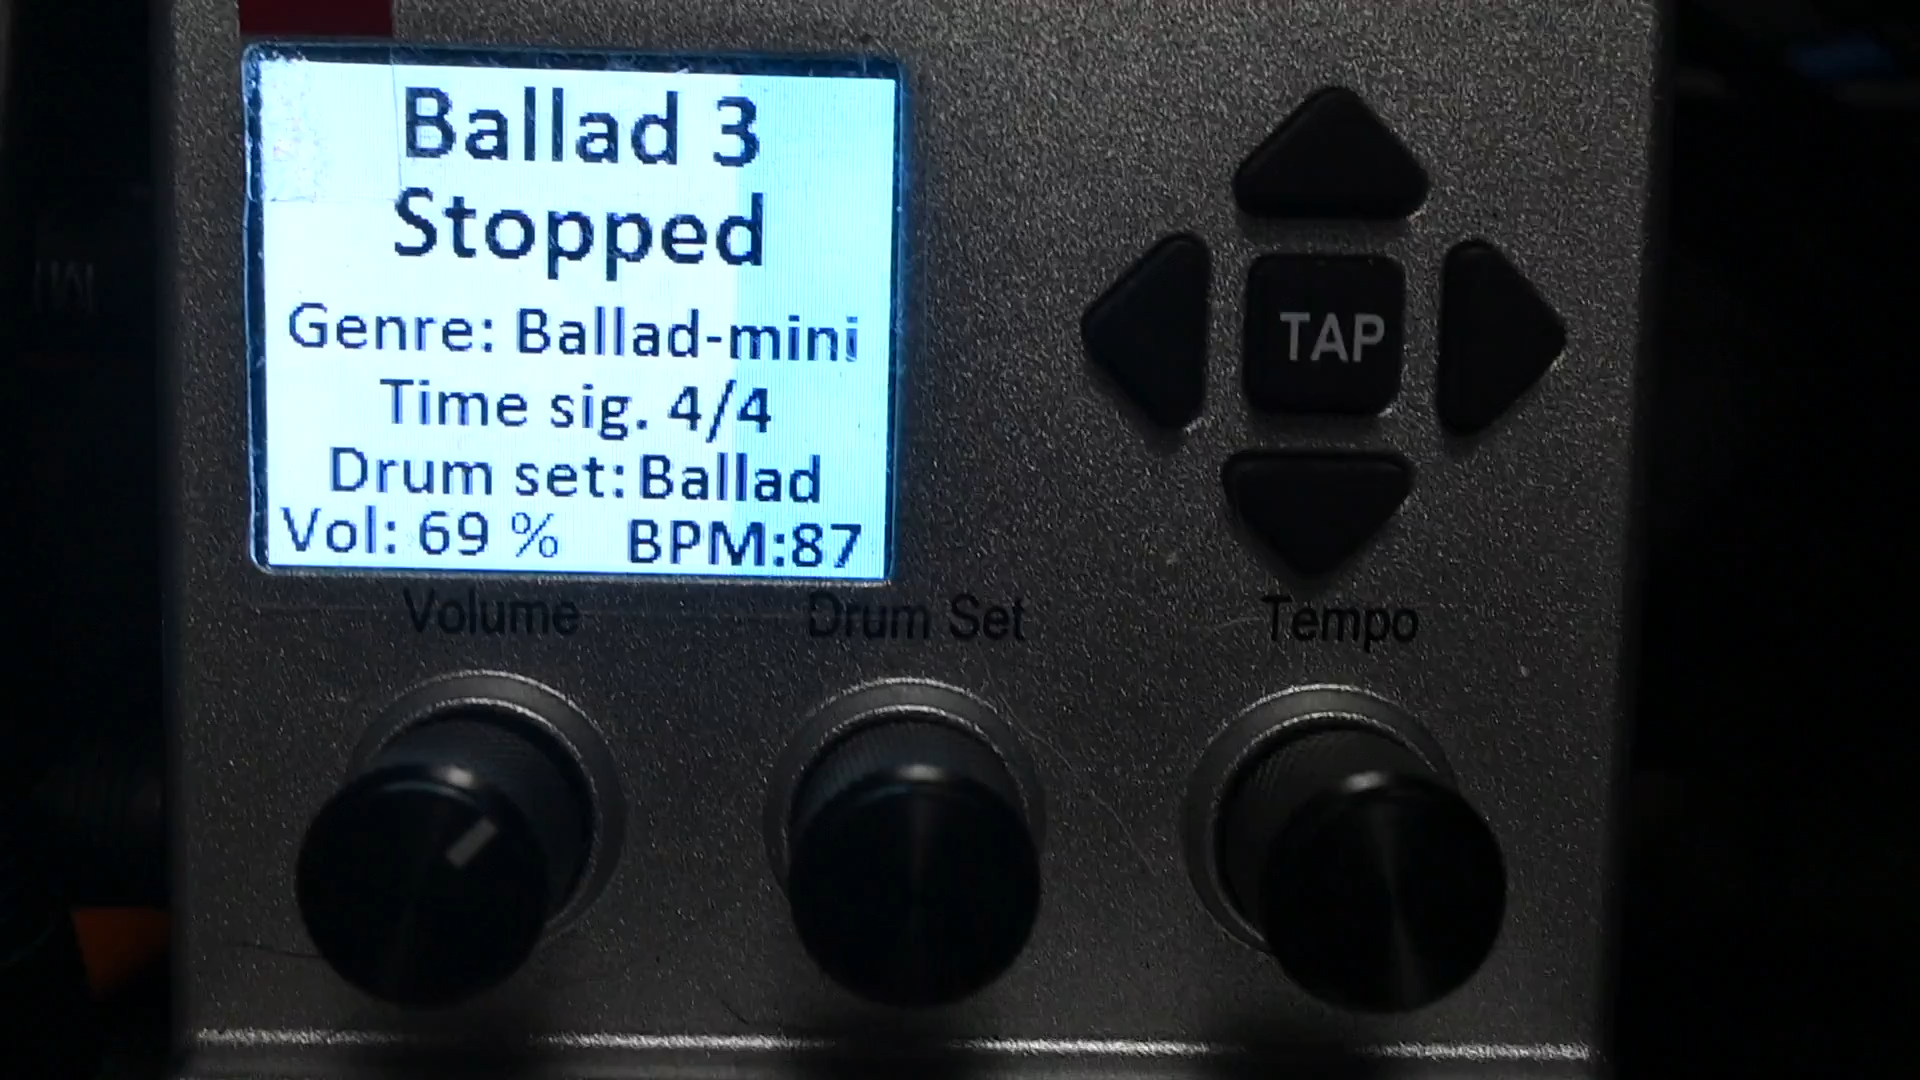 Ballad 3
Stopped
Genre: Ballad-mini
Time sig. 4/4
Drum set: Ballad
Vol: 69 % BPM:87
TAP
Volume Drum Set Tempo